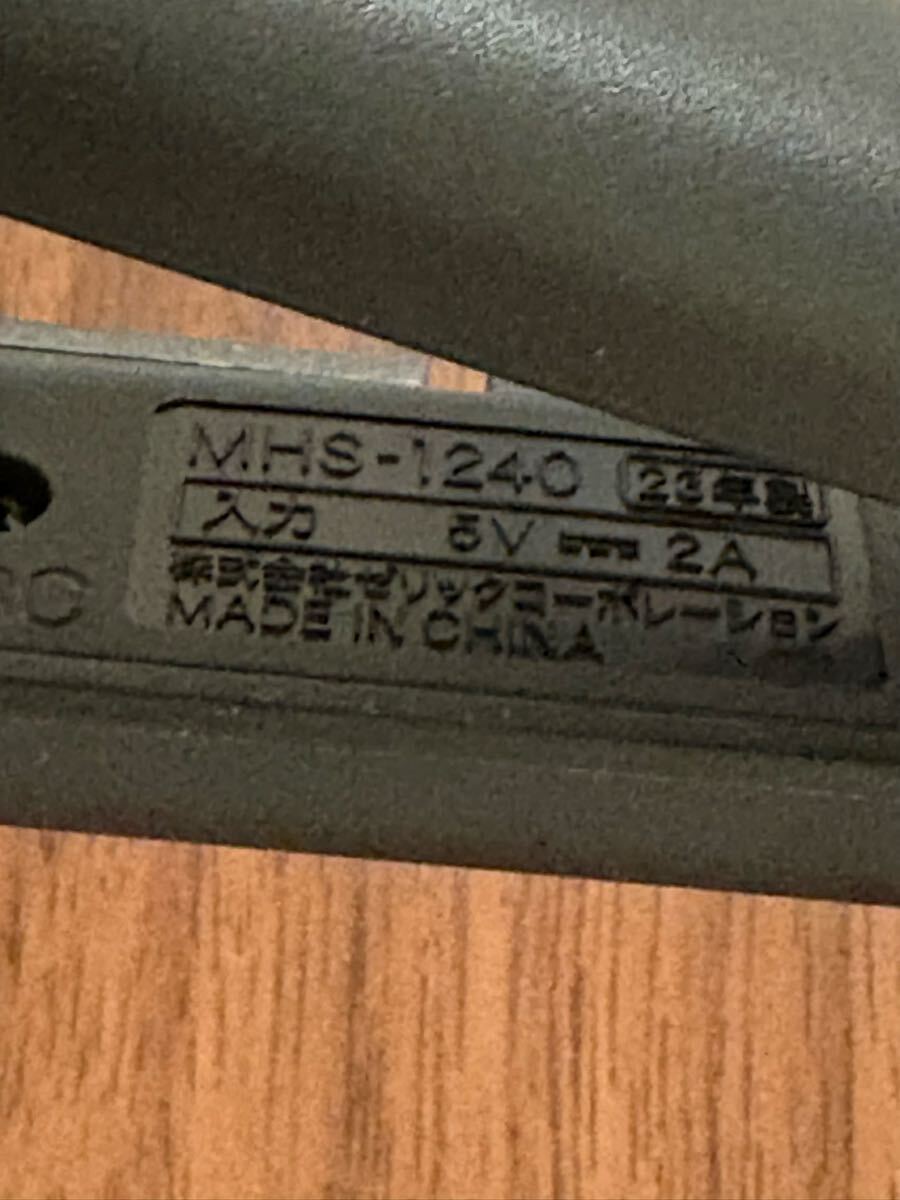 MHS-1240 23年製
入力 5V ⎓ 2A
株式会社ゼリックコーポレーション
MADE IN CHINA